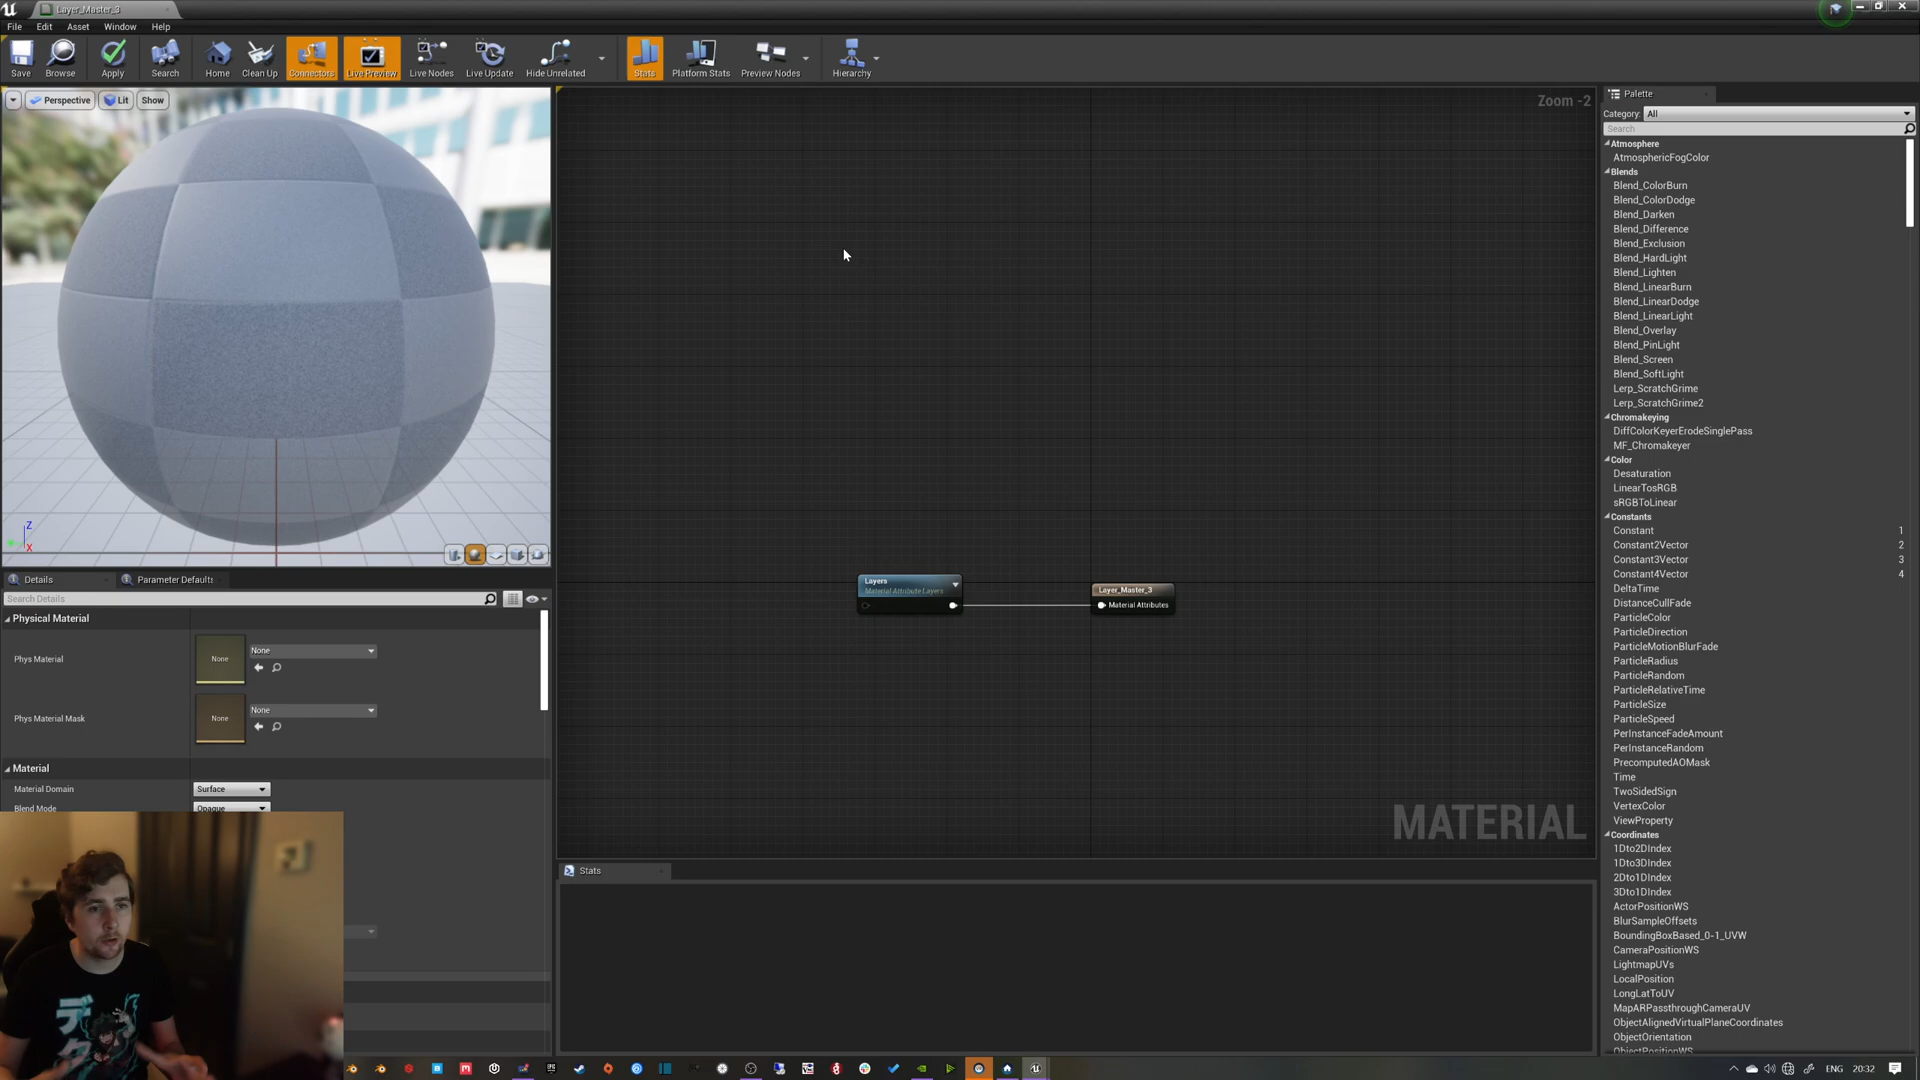 Layer_Master_3
File Edit Asset Window Help
Save Browse Apply Search Home Clean Up Connectors Live Preview Live Nodes Live Update Hide Unrelated Stats Platform Stats Preview Nodes Hierarchy
Perspective Lit Show
Z
X
Zoom -2
Layers
Material Attribute Layers
Layer_Master_3
Material Attributes
MATERIAL
Details Parameter Defaults
Search Details
Physical Material
Phys Material None None
Phys Material Mask None None
Material
Material Domain Surface
Blend Mode Opaque
デ
ク
Stats
Palette
Category: All
Search
Atmosphere
AtmosphericFogColor
Blends
Blend_ColorBurn
Blend_ColorDodge
Blend_Darken
Blend_Difference
Blend_Exclusion
Blend_HardLight
Blend_Lighten
Blend_LinearBurn
Blend_LinearDodge
Blend_LinearLight
Blend_Overlay
Blend_PinLight
Blend_Screen
Blend_SoftLight
Lerp_ScratchGrime
Lerp_ScratchGrime2
Chromakeying
DiffColorKeyerErodeSinglePass
MF_Chromakeyer
Color
Desaturation
LinearTosRGB
sRGBToLinear
Constants
Constant 1
Constant2Vector 2
Constant3Vector 3
Constant4Vector 4
DeltaTime
DistanceCullFade
ParticleColor
ParticleDirection
ParticleMotionBlurFade
ParticleRadius
ParticleRandom
ParticleRelativeTime
ParticleSize
ParticleSpeed
PerInstanceFadeAmount
PerInstanceRandom
PrecomputedAOMask
Time
TwoSidedSign
VertexColor
ViewProperty
Coordinates
1Dto2DIndex
1Dto3DIndex
2Dto1DIndex
3Dto1DIndex
ActorPositionWS
BlurSampleOffsets
BoundingBoxBased_0-1_UVW
CameraPositionWS
LightmapUVs
LocalPosition
LongLatToUV
MapARPassthroughCameraUV
ObjectAlignedVirtualPlaneCoordinates
ObjectOrientation
ObjectPositionWS
ENG 20:32